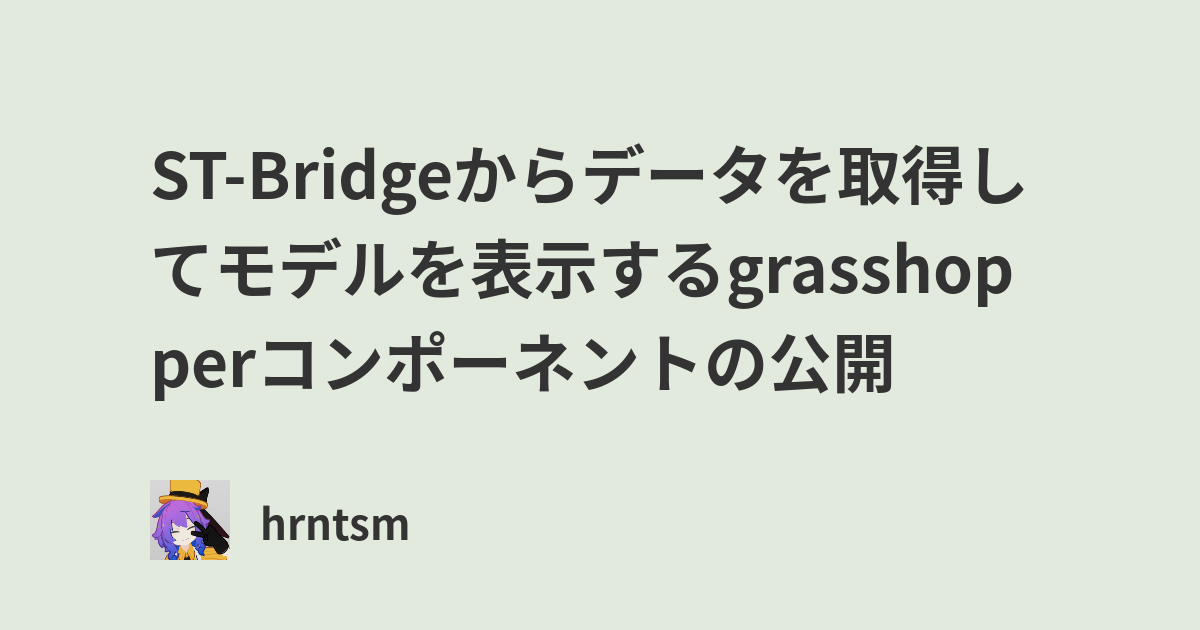 ST-Bridgeからデータを取得し
てモデルを表示するgrasshop
perコンポーネントの公開
hrntsm